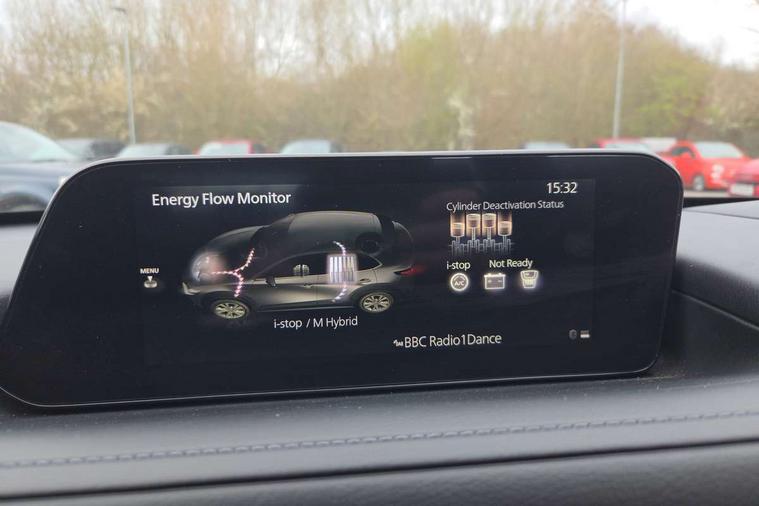 15:32
Energy Flow Monitor
Cylinder Deactivation Status
MENU
i-stop Not Ready
A/C
i-stop / M Hybrid
BBC Radio1Dance